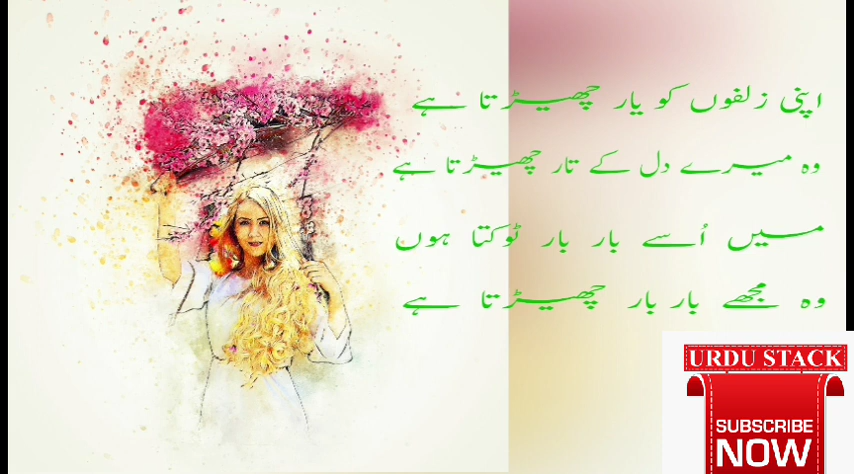 اپنی زلفوں کو یار چھیڑتا ہے
وہ میرے دل کے تار چھیڑتا ہے
میں اُسے بار بار ٹوکتا ہوں
وہ مجھے بار بار چھیڑتا ہے
URDU STACK
SUBSCRIBE
NOW